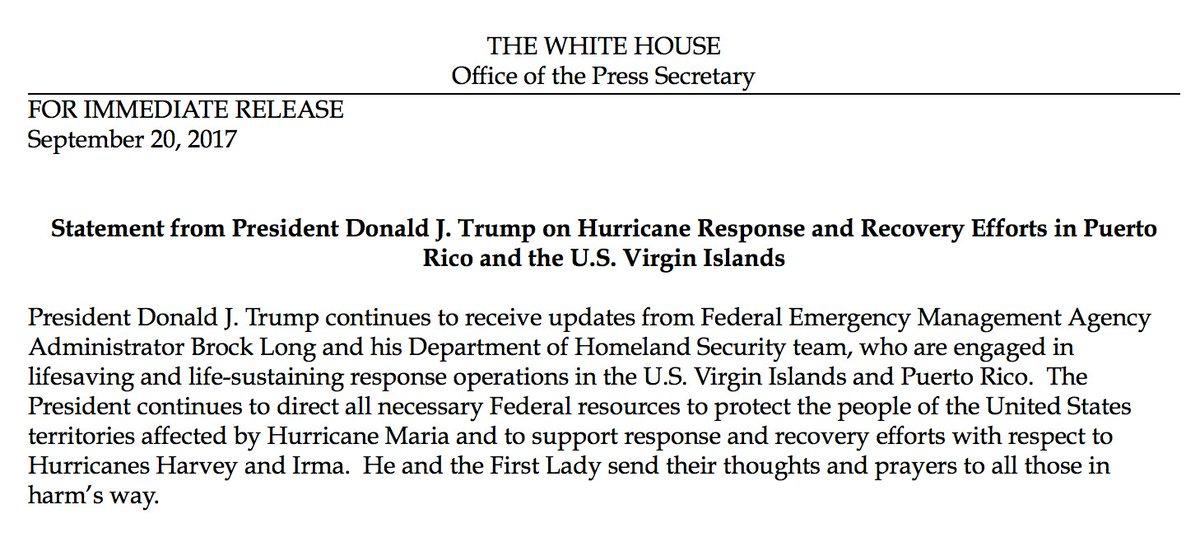 THE WHITE HOUSE
Office of the Press Secretary
FOR IMMEDIATE RELEASE
September 20, 2017
Statement from President Donald J. Trump on Hurricane Response and Recovery Efforts in Puerto
Rico and the U.S. Virgin Islands
President Donald J. Trump continues to receive updates from Federal Emergency Management Agency
Administrator Brock Long and his Department of Homeland Security team, who are engaged in
lifesaving and life-sustaining response operations in the U.S. Virgin Islands and Puerto Rico.  The
President continues to direct all necessary Federal resources to protect the people of the United States
territories affected by Hurricane Maria and to support response and recovery efforts with respect to
Hurricanes Harvey and Irma.  He and the First Lady send their thoughts and prayers to all those in
harm's way.